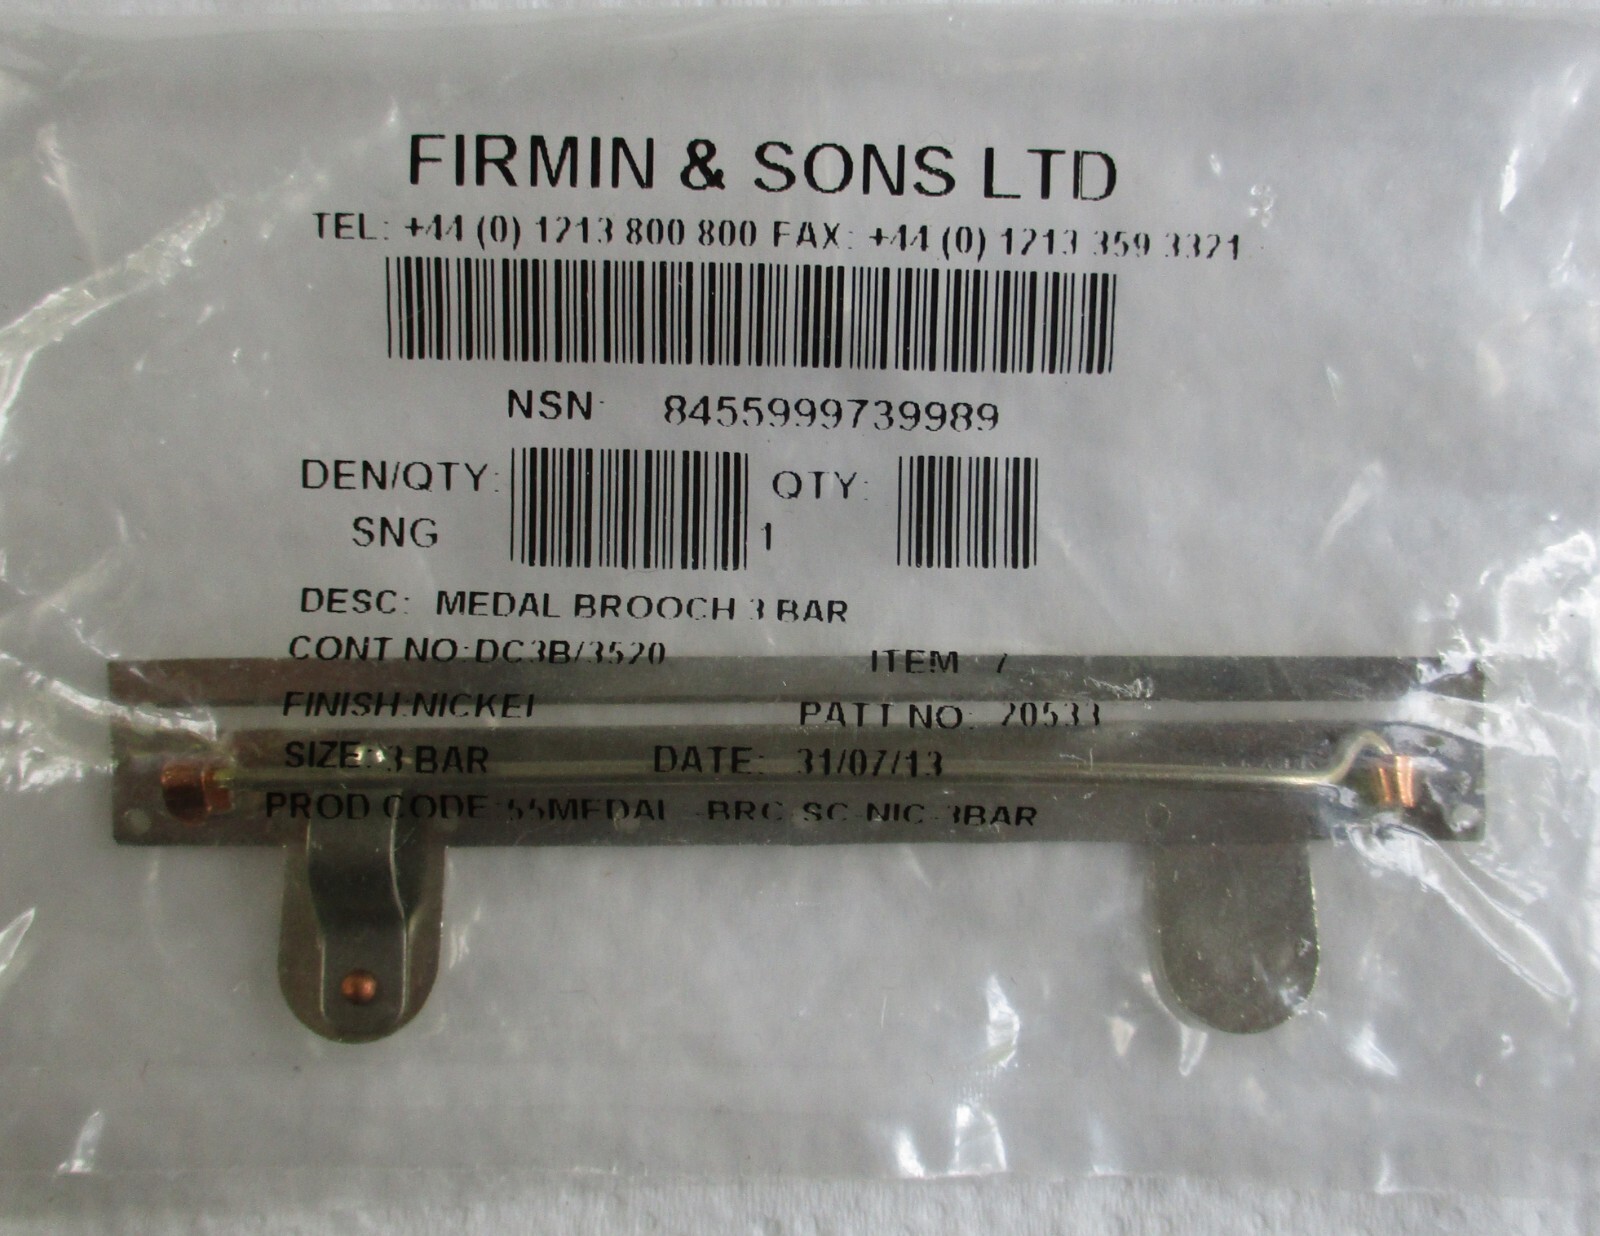 FIRMIN & SONS LTD
TEL: +44 (0) 1213 800 800 FAX: +44 (0) 1213 359 3321
NSN: 8455999739989
DEN/QTY: QTY:
SNG 1
DESC: MEDAL BROOCH 3 BAR
CONT NO:DC3B/3520 ITEM 7
FINISH:NICKEL PATT NO: 20533
SIZE:3 BAR DATE: 31/07/13
PROD CODE:55MEDAL -BRC-SC-NIC-3BAR